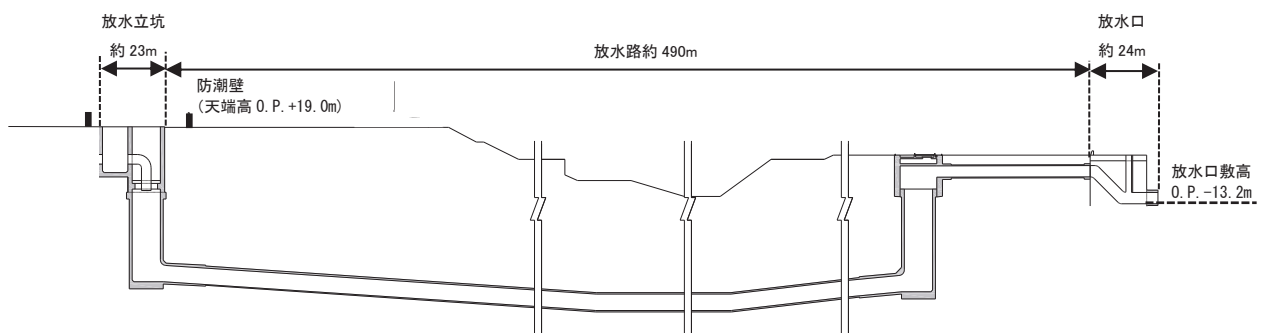 放水立坑
約 23m
放水路約 490m
放水口
約 24m
防潮壁
(天端高 O.P.+19.0m)
放水口敷高
O.P.-13.2m